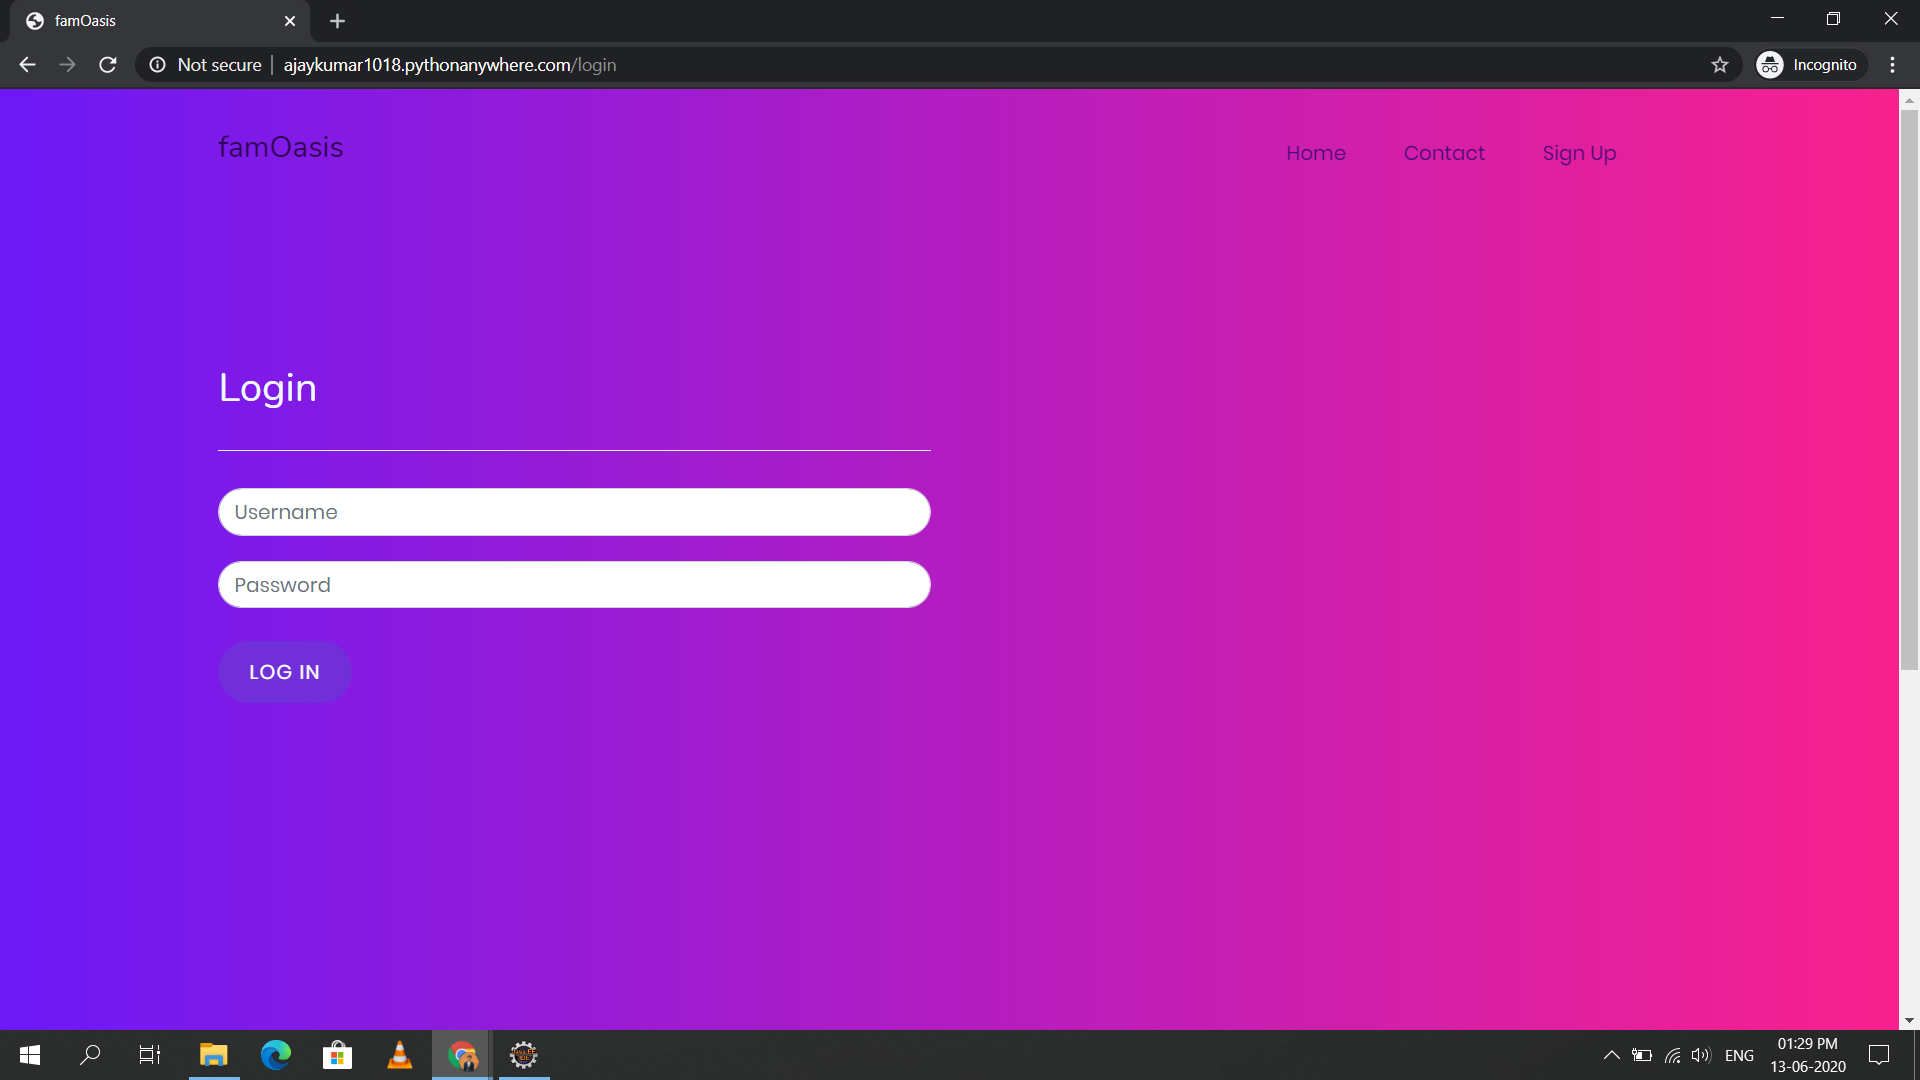 famOasis
Not secure ajaykumar1018.pythonanywhere.com/login
Incognito
famOasis
Home Contact Sign Up
Login
Username
Password
LOG IN
ENG
01:29 PM
13-06-2020